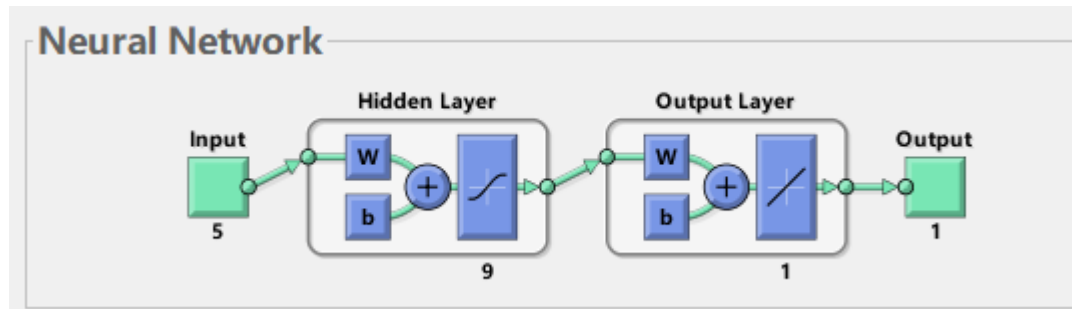 Neural Network
Hidden Layer
Output Layer
Input
Output
W
W
+
+
b
b
5
1
9
1